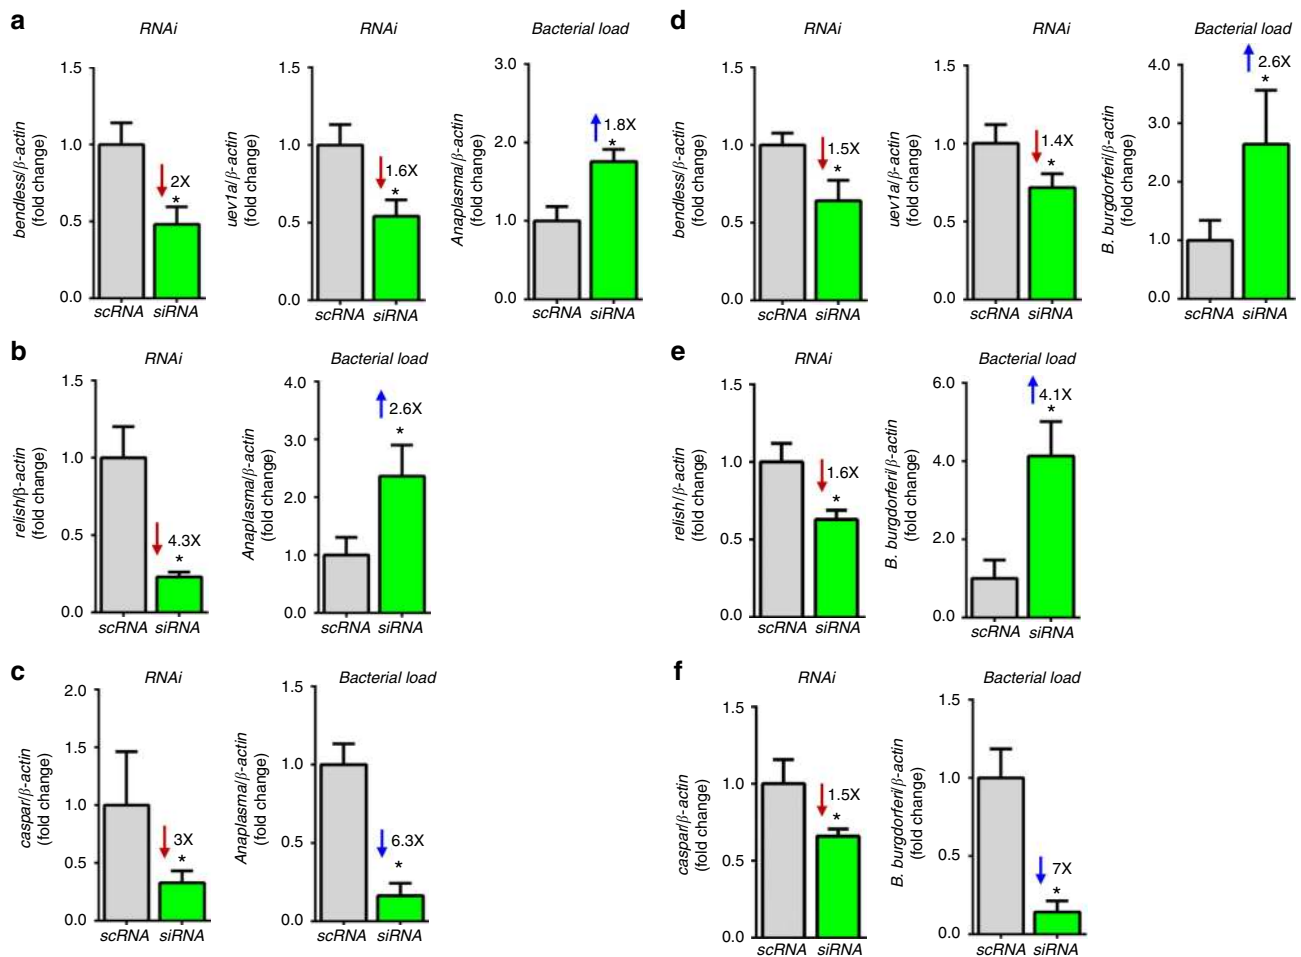 a
RNAi
bendless/β-actin
(fold change)
1.5
1.0
0.5
0.0
2X
*
scRNA siRNA
RNAi
uev1a/β-actin
(fold change)
1.5
1.0
0.5
0.0
1.6X
*
scRNA siRNA
Bacterial load
Anaplasma/β-actin
(fold change)
3.0
2.0
1.0
0.0
1.8X
*
scRNA siRNA
b
RNAi
relish/β-actin
(fold change)
1.5
1.0
0.5
0.0
4.3X
*
scRNA siRNA
Bacterial load
Anaplasma/β-actin
(fold change)
4.0
3.0
2.0
1.0
0.0
2.6X
*
scRNA siRNA
c
RNAi
caspar/β-actin
(fold change)
2.0
1.5
1.0
0.5
0.0
3X
*
scRNA siRNA
Bacterial load
Anaplasma/β-actin
(fold change)
1.5
1.0
0.5
0.0
6.3X
*
scRNA siRNA
d
RNAi
bendless/β-actin
(fold change)
1.5
1.0
0.5
0.0
1.5X
*
scRNA siRNA
RNAi
uev1a/β-actin
(fold change)
1.5
1.0
0.5
0.0
1.4X
*
scRNA siRNA
Bacterial load
B. burgdorferi/β-actin
(fold change)
4.0
3.0
2.0
1.0
0.0
2.6X
*
scRNA siRNA
e
RNAi
relish/β-actin
(fold change)
1.5
1.0
0.5
0.0
1.6X
*
scRNA siRNA
Bacterial load
B. burgdorferi/β-actin
(fold change)
6.0
4.0
2.0
0.0
4.1X
*
scRNA siRNA
f
RNAi
caspar/β-actin
(fold change)
1.5
1.0
0.5
0.0
1.5X
*
scRNA siRNA
Bacterial load
B. burgdorferi/β-actin
(fold change)
1.5
1.0
0.5
0.0
7X
*
scRNA siRNA